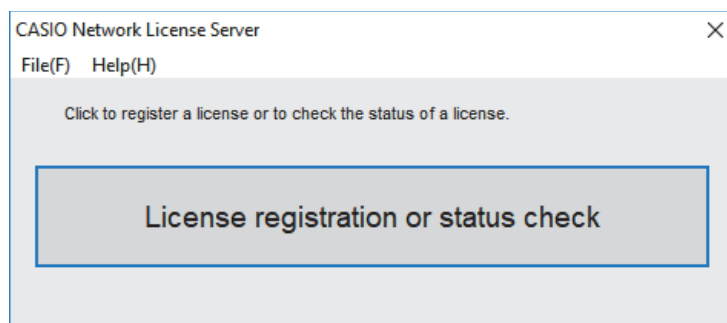 CASIO Network License Server
File(F) Help(H)
Click to register a license or to check the status of a license.
License registration or status check